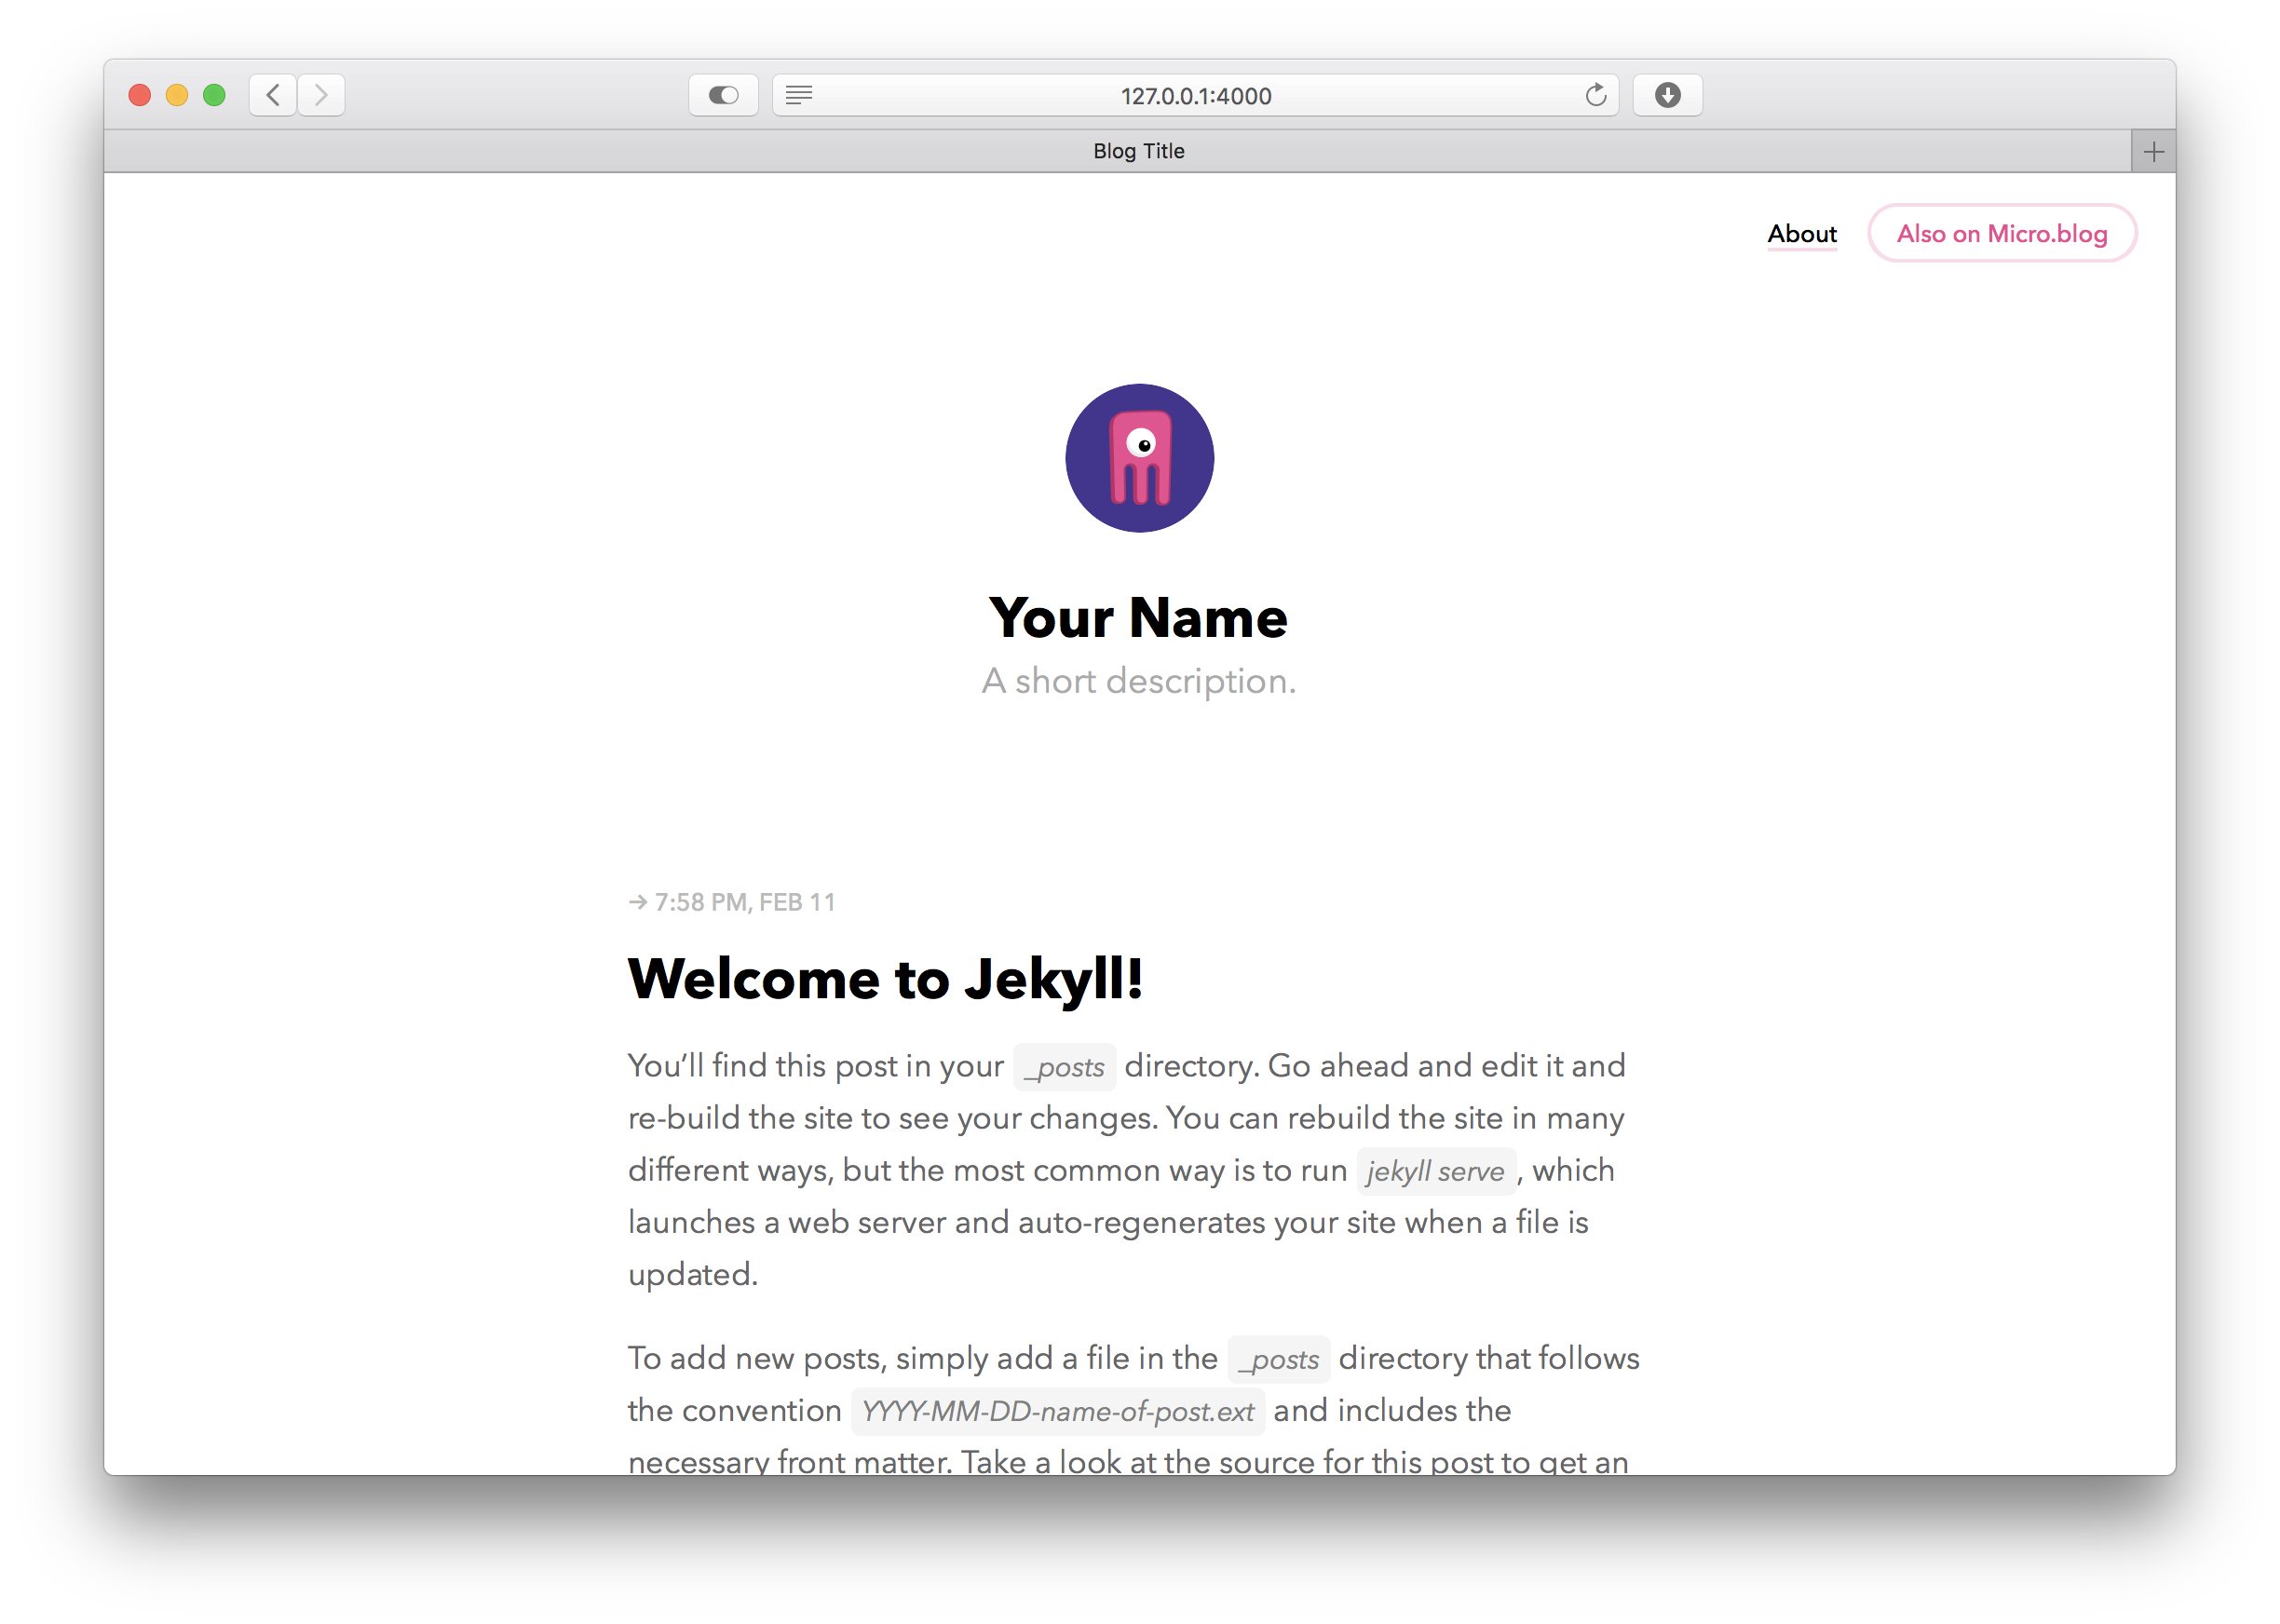 127.0.0.1:4000
Blog Title
About
Also on Micro.blog
Your Name
A short description.
→ 7:58 PM, FEB 11
Welcome to Jekyll!
You’ll find this post in your _posts directory. Go ahead and edit it and
re-build the site to see your changes. You can rebuild the site in many
different ways, but the most common way is to run jekyll serve, which
launches a web server and auto-regenerates your site when a file is
updated.
To add new posts, simply add a file in the _posts directory that follows
the convention YYYY-MM-DD-name-of-post.ext and includes the
necessary front matter. Take a look at the source for this post to get an